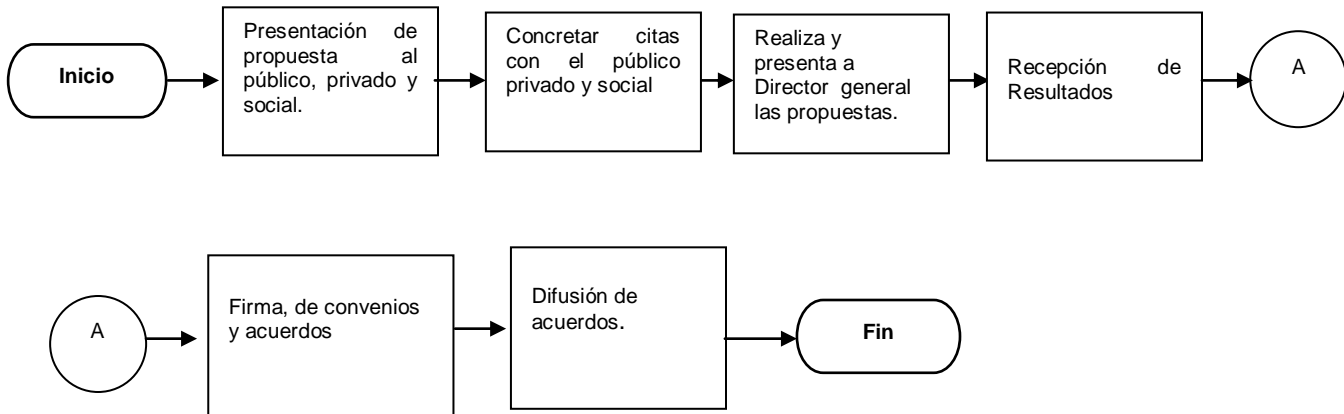 Inicio
Presentación de
propuesta al
público, privado y
social.
Concretar citas
con el público
privado y social
Realiza y
presenta a
Director general
las propuestas.
Recepción de
Resultados
A
A
Firma, de convenios
y acuerdos
Difusión de
acuerdos.
Fin